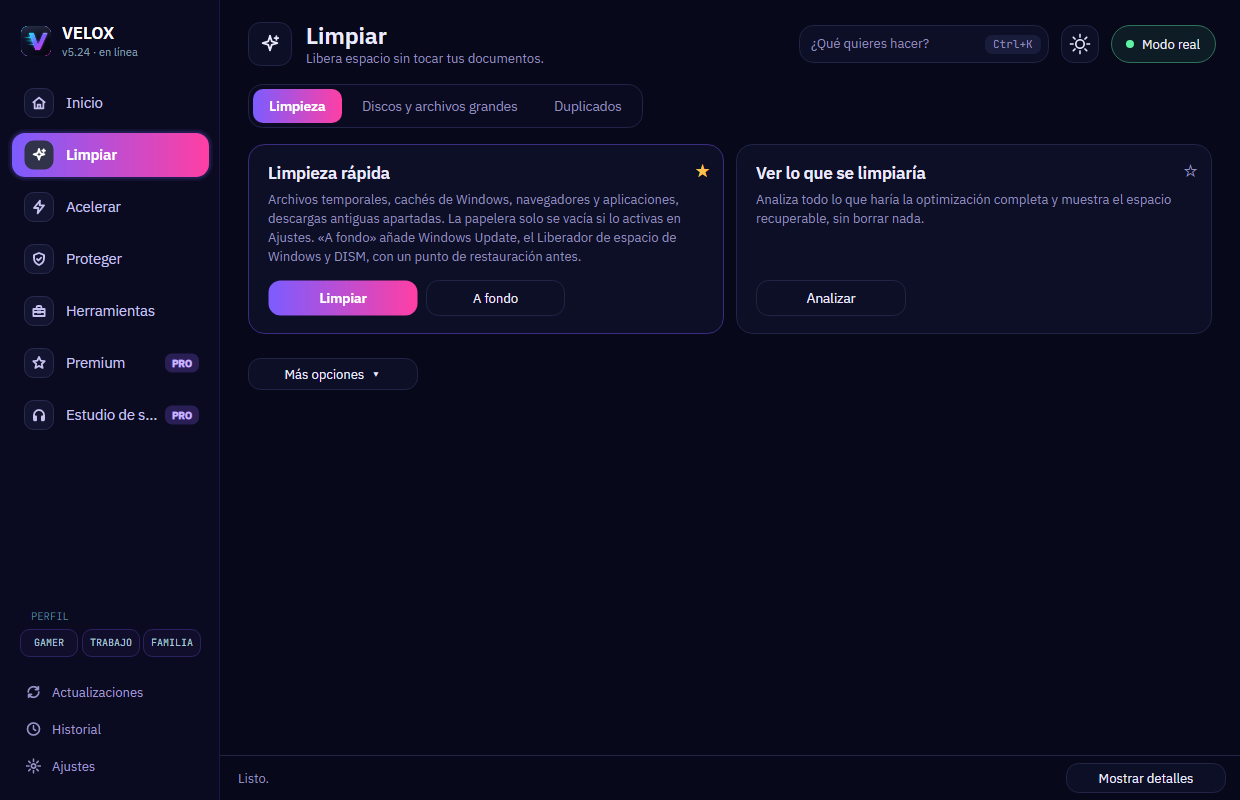 VELOX
v5.24 · en línea
Inicio
Limpiar
Acelerar
Proteger
Herramientas
Premium PRO
Estudio de s... PRO
PERFIL
GAMER TRABAJO FAMILIA
Actualizaciones
Historial
Ajustes
Limpiar
Libera espacio sin tocar tus documentos.
¿Qué quieres hacer? Ctrl+K
Modo real
Limpieza Discos y archivos grandes Duplicados
Limpieza rápida ★
Archivos temporales, cachés de Windows, navegadores y aplicaciones,
descargas antiguas apartadas. La papelera solo se vacía si lo activas en
Ajustes. «A fondo» añade Windows Update, el Liberador de espacio de
Windows y DISM, con un punto de restauración antes.
Limpiar A fondo
Ver lo que se limpiaría ☆
Analiza todo lo que haría la optimización completa y muestra el espacio
recuperable, sin borrar nada.
Analizar
Más opciones ▾
Listo.
Mostrar detalles